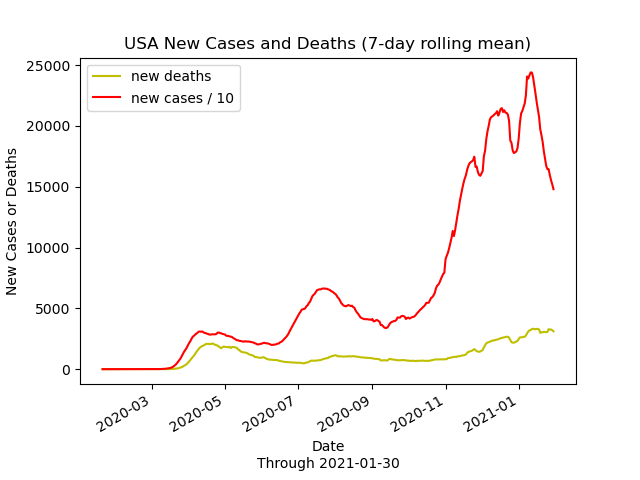 USA New Cases and Deaths (7-day rolling mean)
new deaths
new cases / 10
25000
20000
15000
10000
5000
0
New Cases or Deaths
2020-03
2020-05
2020-07
2020-09
2020-11
2021-01
Date
Through 2021-01-30